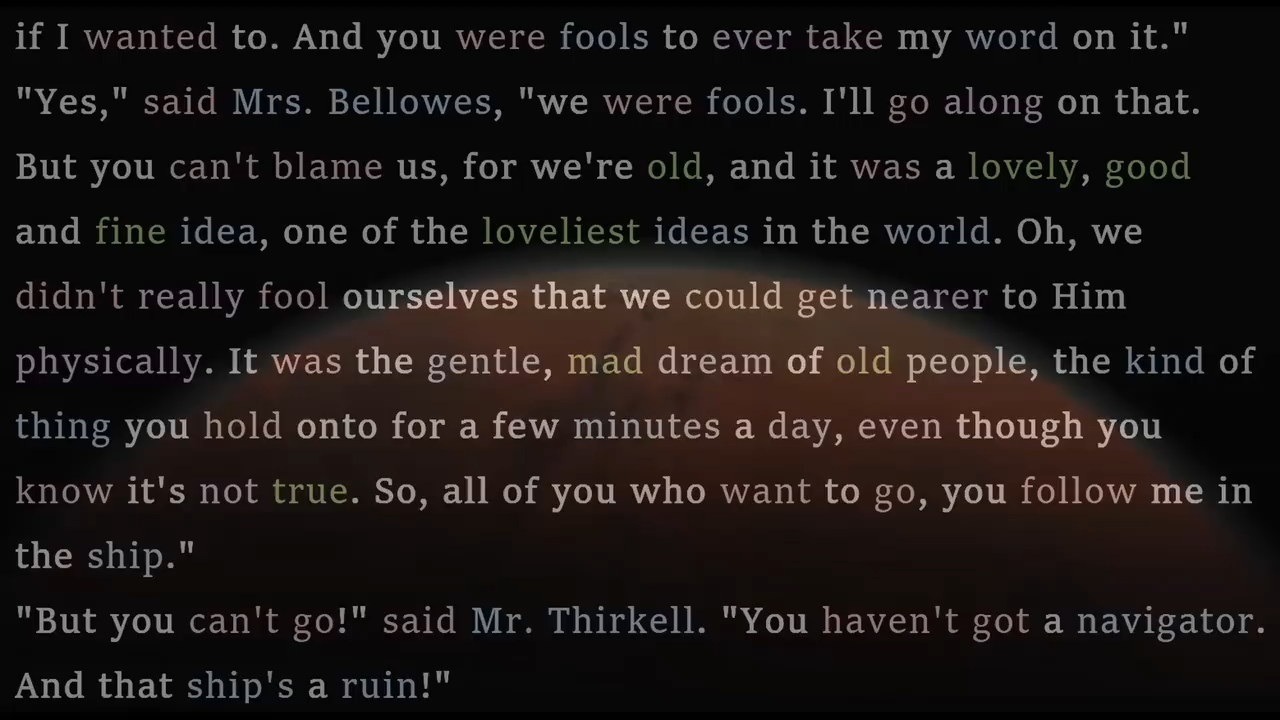 if I wanted to. And you were fools to ever take my word on it."
"Yes," said Mrs. Bellowes, "we were fools. I'll go along on that.
But you can't blame us, for we're old, and it was a lovely, good
and fine idea, one of the loveliest ideas in the world. Oh, we
didn't really fool ourselves that we could get nearer to Him
physically. It was the gentle, mad dream of old people, the kind of
thing you hold onto for a few minutes a day, even though you
know it's not true. So, all of you who want to go, you follow me in
the ship."
"But you can't go!" said Mr. Thirkell. "You haven't got a navigator.
And that ship's a ruin!"